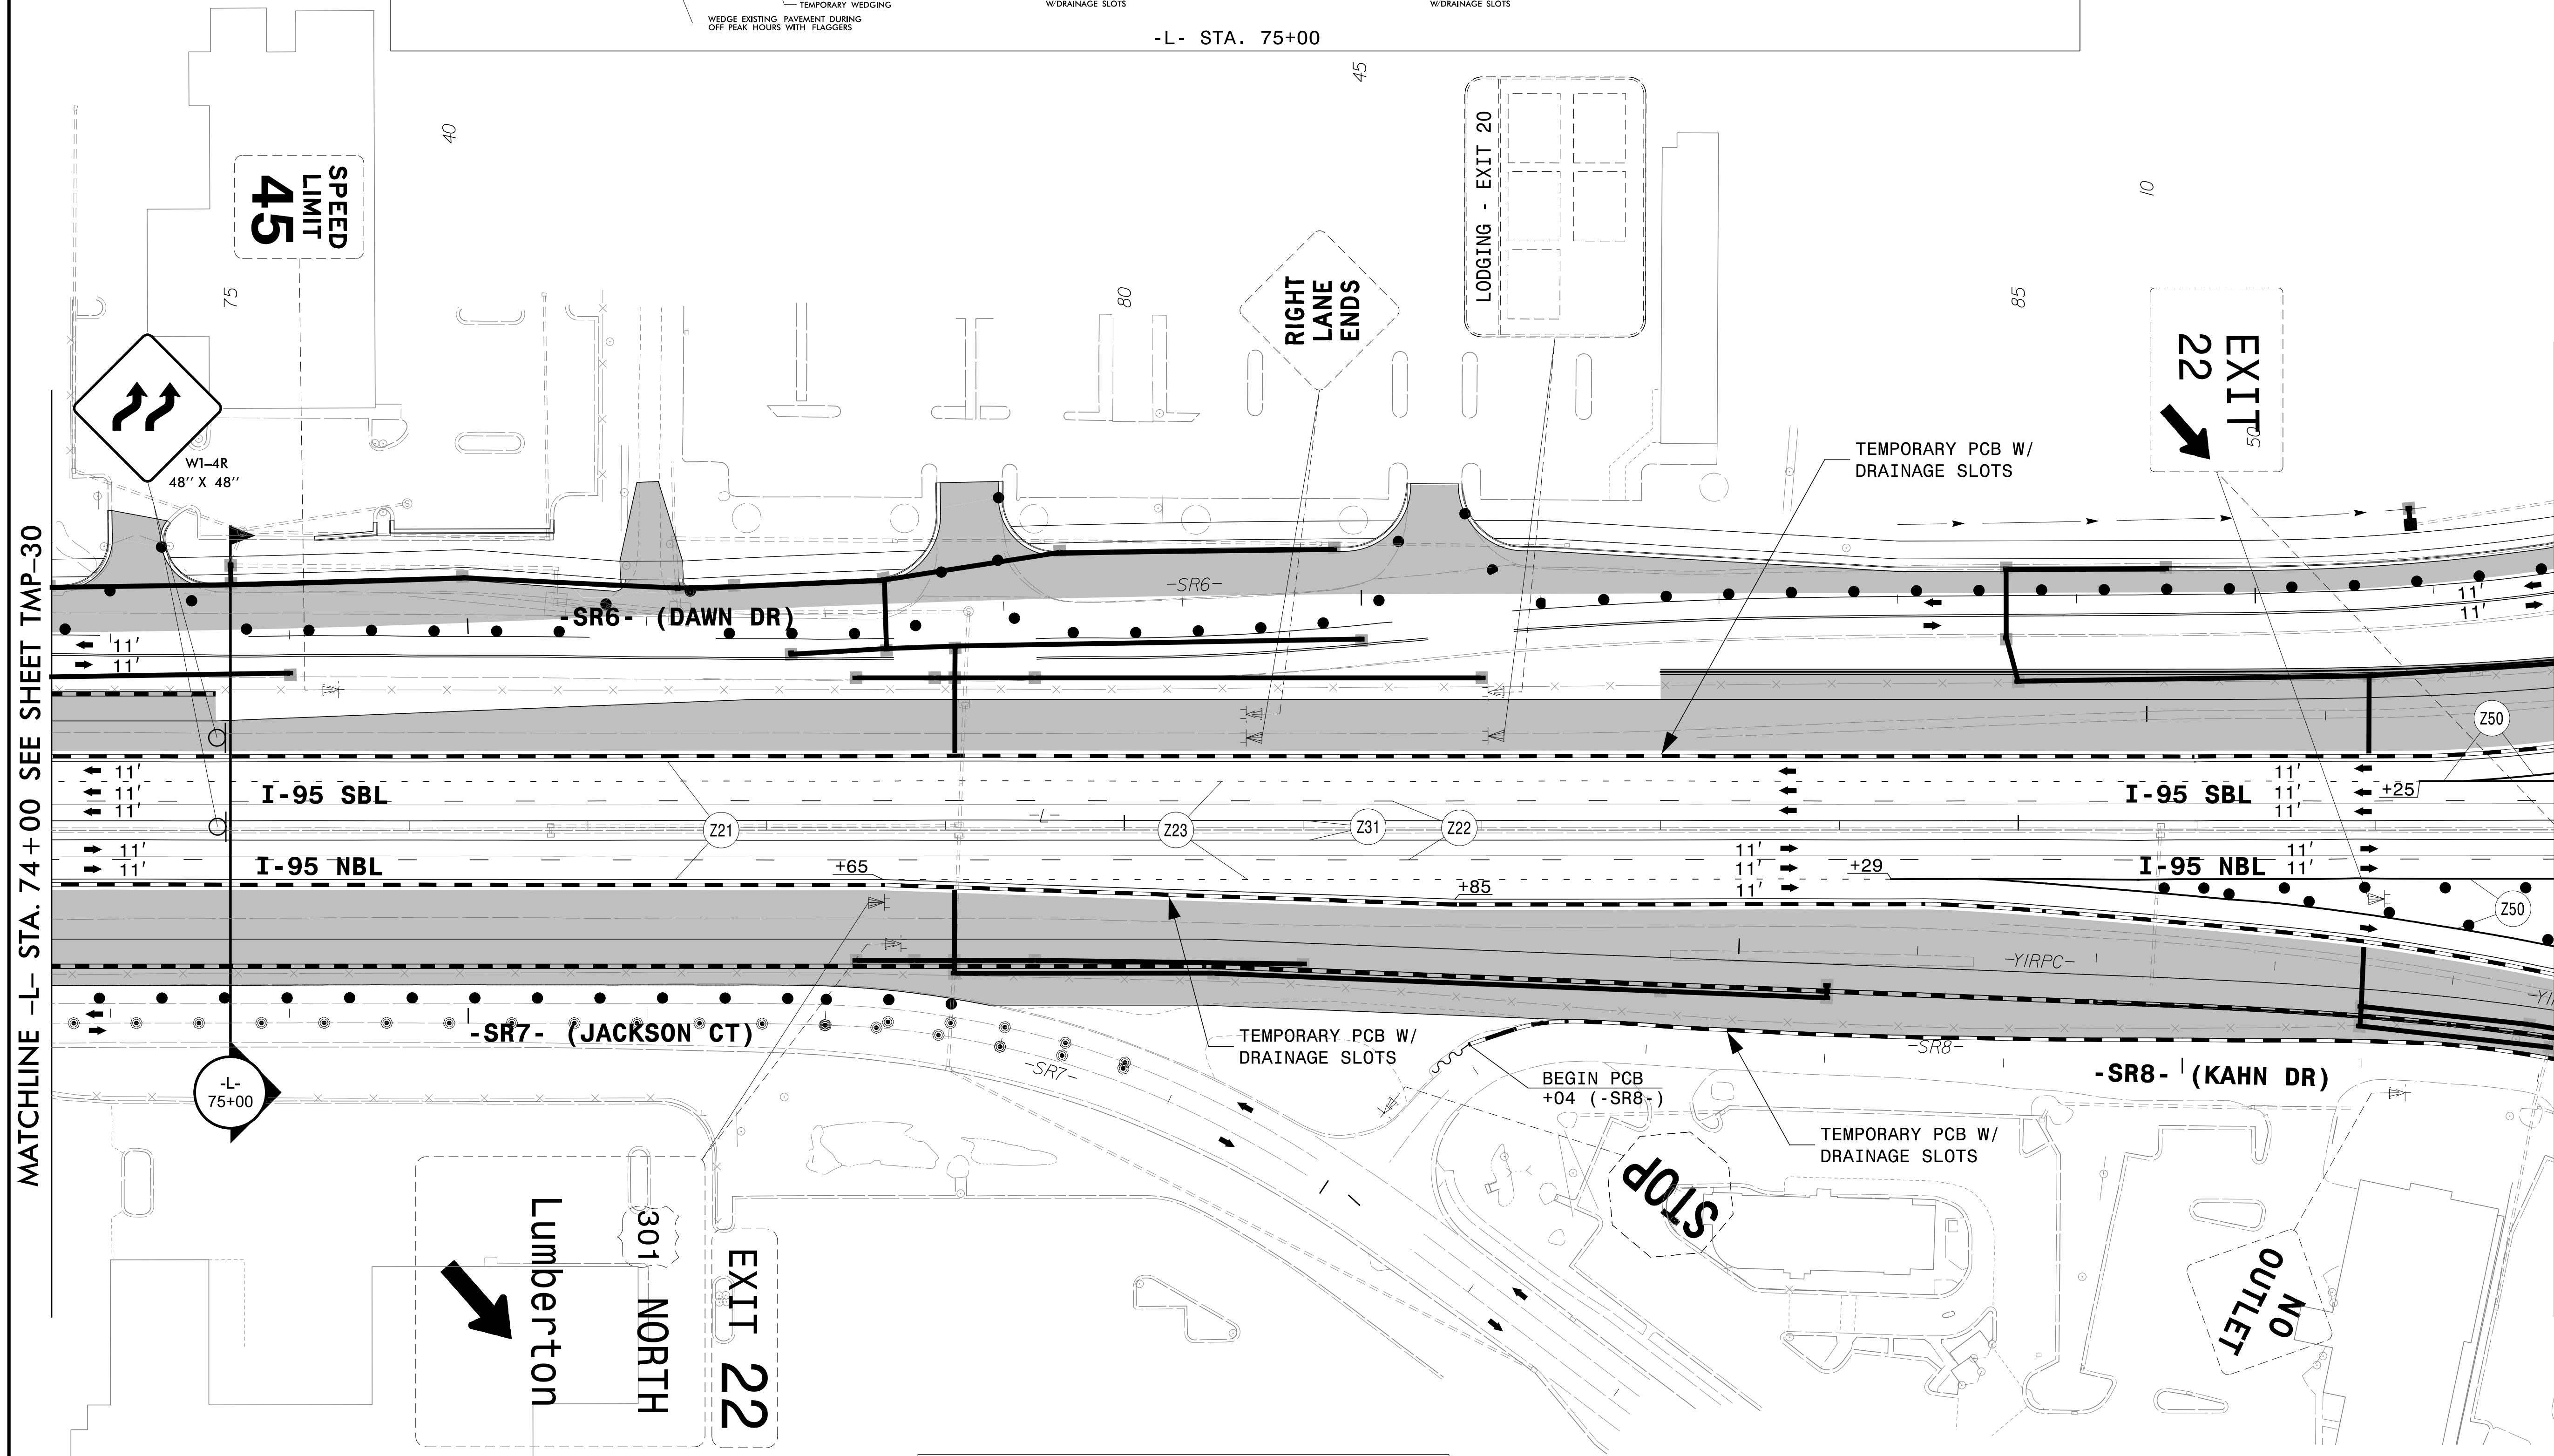 TEMPORARY WEDGING
WEDGE EXISTING PAVEMENT DURING
OFF PEAK HOURS WITH FLAGGERS
W/DRAINAGE SLOTS
W/DRAINAGE SLOTS
-L- STA. 75+00
45
40
10
75
80
85
50
SPEED
LIMIT
45
LODGING - EXIT 20
RIGHT
LANE
ENDS
EXIT
22
W1-4R
48" X 48"
TEMPORARY PCB W/
DRAINAGE SLOTS
MATCHLINE -L- STA. 74+00 SEE SHEET TMP-30
-SR6-
-SR6- (DAWN DR)
11'
11'
11'
11'
Z50
11'
11'
11'
I-95 SBL
11'
11'
11'
I-95 SBL
+25
-L-
Z21
Z23
Z31
Z22
11'
11'
I-95 NBL
+65
+85
11'
11'
11'
+29
11'
11'
I-95 NBL
Z50
-Y1RPC-
-SR7- (JACKSON CT)
-SR7-
TEMPORARY PCB W/
DRAINAGE SLOTS
-SR8-
-SR8- (KAHN DR)
-L-
75+00
BEGIN PCB
+04 (-SR8-)
TEMPORARY PCB W/
DRAINAGE SLOTS
STOP
NO
OUTLET
EXIT 22
301 NORTH
Lumberton